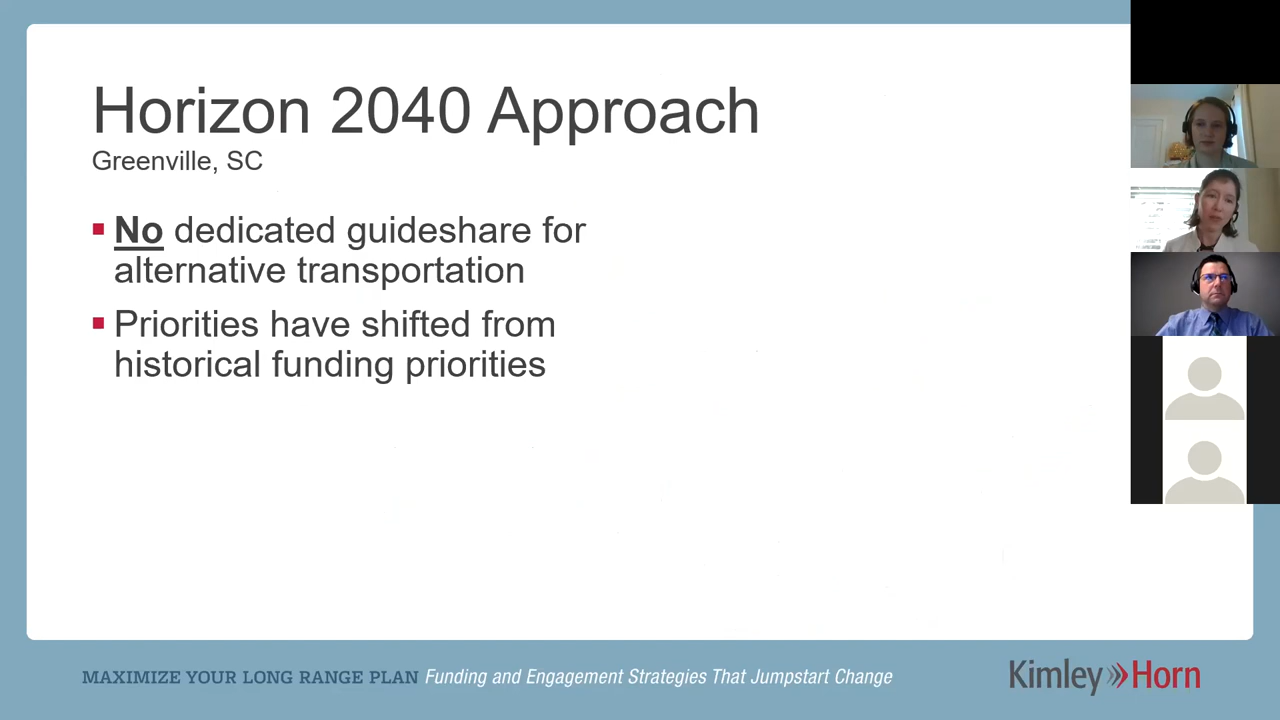 Horizon 2040 Approach
Greenville, SC
No dedicated guideshare for
alternative transportation
Priorities have shifted from
historical funding priorities
MAXIMIZE YOUR LONG RANGE PLAN Funding and Engagement Strategies That Jumpstart Change
Kimley»Horn